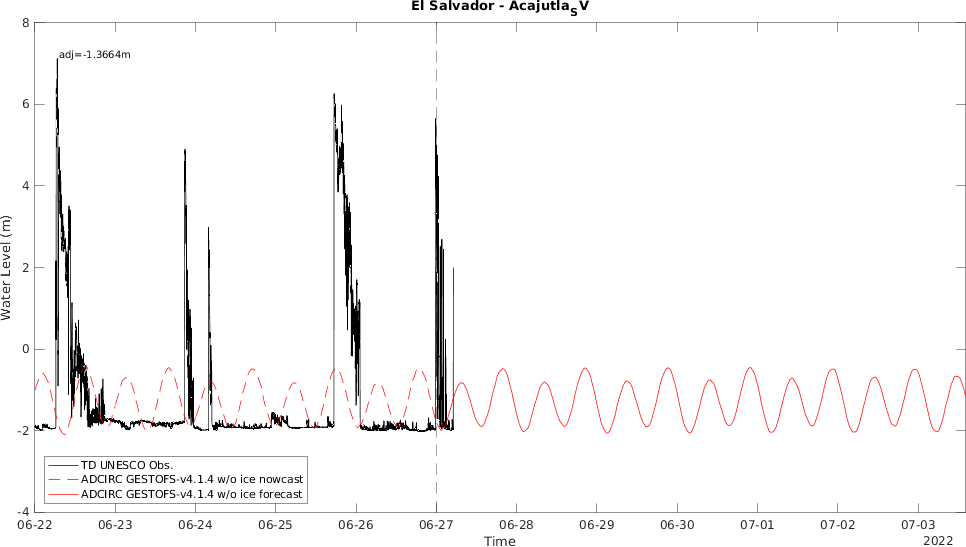 El Salvador - AcajutlaSV
adj=-1.3664m
8
6
4
2
0
-2
-4
Water Level (m)
TD UNESCO Obs.
ADCIRC GESTOFS-v4.1.4 w/o ice nowcast
ADCIRC GESTOFS-v4.1.4 w/o ice forecast
06-22 06-23 06-24 06-25 06-26 06-27 06-28 06-29 06-30 07-01 07-02 07-03
Time
2022